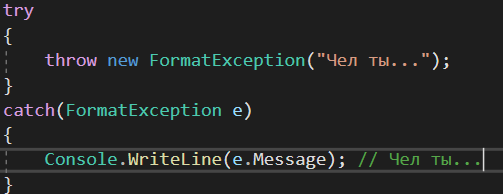 try
{
throw new FormatException("Чел ты...");
}
catch(FormatException e)
{
Console.WriteLine(e.Message); // Чел ты...
}